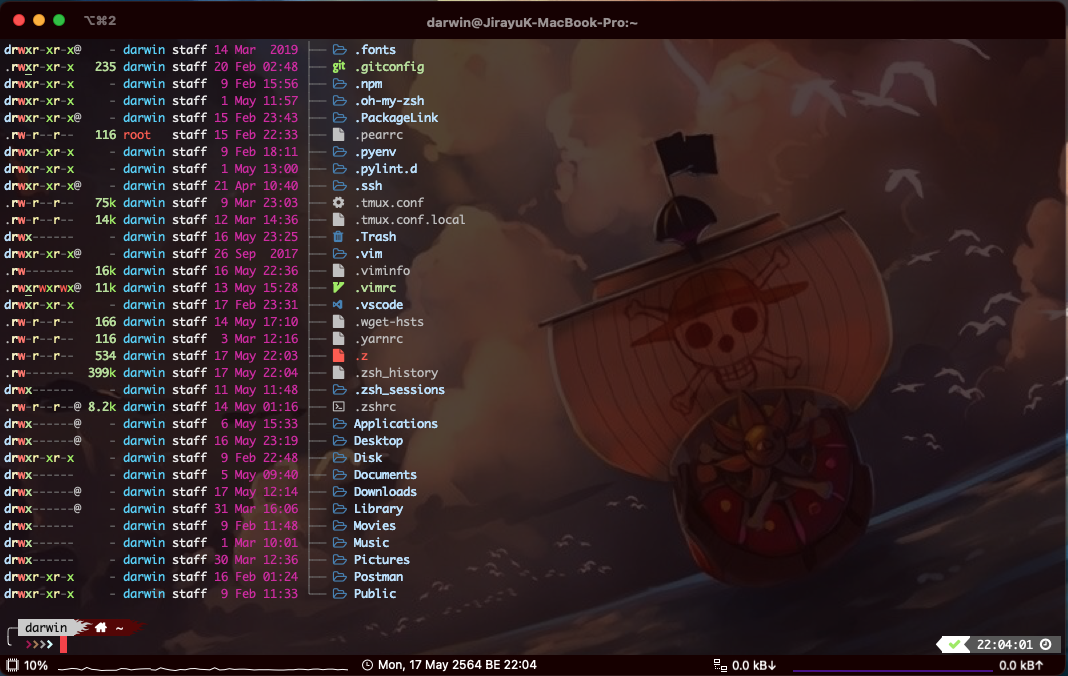 ⌥⌘2
darwin@JirayuK-MacBook-Pro:~
drwxr-xr-x@ - darwin staff 14 Mar 2019 ├── .fonts
.rwxr-xr-x 235 darwin staff 20 Feb 02:48 ├── git .gitconfig
drwxr-xr-x - darwin staff 9 Feb 15:56 ├── .npm
drwxr-xr-x - darwin staff 1 May 11:57 ├── .oh-my-zsh
drwxr-xr-x@ - darwin staff 15 Feb 23:43 ├── .PackageLink
.rw-r--r-- 116 root staff 15 Feb 22:33 ├── .pearrc
drwxr-xr-x - darwin staff 9 Feb 18:11 ├── .pyenv
drwxr-xr-x - darwin staff 1 May 13:00 ├── .pylint.d
drwxr-xr-x@ - darwin staff 21 Apr 10:40 ├── .ssh
.rw-r--r-- 75k darwin staff 9 Mar 23:03 ├── .tmux.conf
.rw-r--r-- 14k darwin staff 12 Mar 14:36 ├── .tmux.conf.local
drwx------ - darwin staff 16 May 23:25 ├── .Trash
drwxr-xr-x@ - darwin staff 26 Sep 2017 ├── .vim
.rw------- 16k darwin staff 16 May 22:36 ├── .viminfo
.rwxrwxrwx@ 11k darwin staff 13 May 15:28 ├── .vimrc
drwxr-xr-x - darwin staff 17 Feb 23:31 ├── .vscode
.rw-r--r-- 166 darwin staff 14 May 17:10 ├── .wget-hsts
.rw-r--r-- 116 darwin staff 3 Mar 12:16 ├── .yarnrc
.rw-r--r-- 534 darwin staff 17 May 22:03 ├── .z
.rw------- 399k darwin staff 17 May 22:04 ├── .zsh_history
drwx------ - darwin staff 11 May 11:48 ├── .zsh_sessions
.rw-r--r--@ 8.2k darwin staff 14 May 01:16 ├── .zshrc
drwx------@ - darwin staff 6 May 15:33 ├── Applications
drwx------@ - darwin staff 16 May 23:19 ├── Desktop
drwxr-xr-x - darwin staff 9 Feb 22:48 ├── Disk
drwx------ - darwin staff 5 May 09:40 ├── Documents
drwx------@ - darwin staff 17 May 12:14 ├── Downloads
drwx------@ - darwin staff 31 Mar 16:06 ├── Library
drwx------ - darwin staff 9 Feb 11:48 ├── Movies
drwx------ - darwin staff 1 Mar 10:01 ├── Music
drwx------ - darwin staff 30 Mar 12:36 ├── Pictures
drwxr-xr-x - darwin staff 16 Feb 01:24 ├── Postman
drwxr-xr-x - darwin staff 9 Feb 11:33 └── Public
darwin ~
22:04:01
10% Mon, 17 May 2564 BE 22:04 0.0 kB↓ 0.0 kB↑